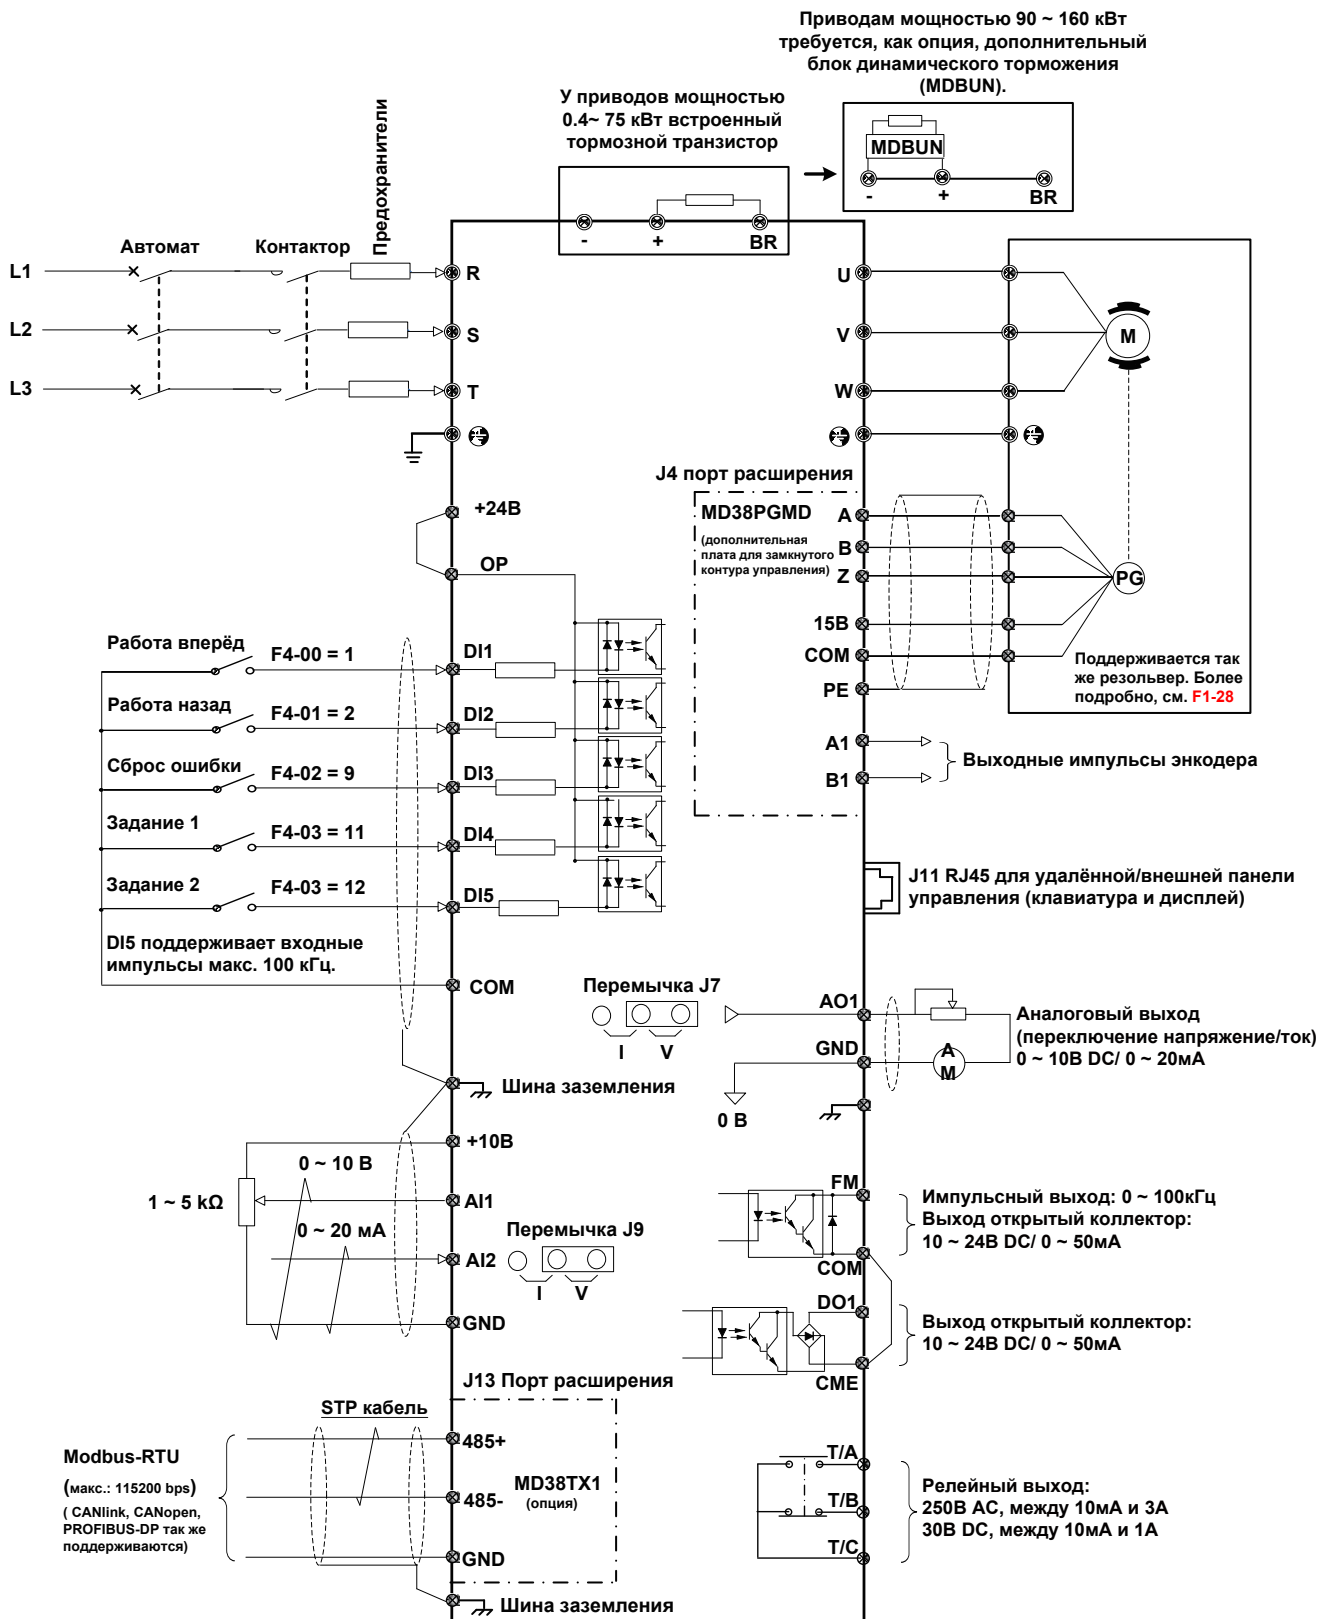 Приводам мощностью 90 ~ 160 кВт
требуется, как опция, дополнительный
блок динамического торможения
(MDBUN).
У приводов мощностью
0.4~ 75 кВт встроенный
тормозной транзистор
MDBUN
-
+
BR
-
+
BR
Предохранители
Автомат
Контактор
L1
R
L2
S
L3
T
U
V
W
M
J4 порт расширения
MD38PGMD
(дополнительная
плата для замкнутого
контура управления)
A
B
Z
15В
COM
PE
PG
Поддерживается так
же резольвер. Более
подробно, см. F1-28
A1
B1
Выходные импульсы энкодера
+24В
OP
Работа вперёд
F4-00 = 1
DI1
Работа назад
F4-01 = 2
DI2
Сброс ошибки
F4-02 = 9
DI3
Задание 1
F4-03 = 11
DI4
Задание 2
F4-03 = 12
DI5
DI5 поддерживает входные
импульсы макс. 100 кГц.
COM
J11 RJ45 для удалённой/внешней панели
управления (клавиатура и дисплей)
Перемычка J7
I
V
AO1
GND
0 В
A
M
Аналоговый выход
(переключение напряжение/ток)
0 ~ 10В DC/ 0 ~ 20мА
Шина заземления
+10В
0 ~ 10 В
1 ~ 5 kΩ
AI1
0 ~ 20 мА
AI2
Перемычка J9
I
V
GND
FM
COM
Импульсный выход: 0 ~ 100кГц
Выход открытый коллектор:
10 ~ 24В DC/ 0 ~ 50мА
DO1
CME
Выход открытый коллектор:
10 ~ 24В DC/ 0 ~ 50мА
J13 Порт расширения
STP кабель
Modbus-RTU
(макс.: 115200 bps)
( CANlink, CANopen,
PROFIBUS-DP так же
поддерживаются)
485+
485-
GND
MD38TX1
(опция)
Шина заземления
T/A
T/B
T/C
Релейный выход:
250В AC, между 10мА и 3А
30В DC, между 10мА и 1А